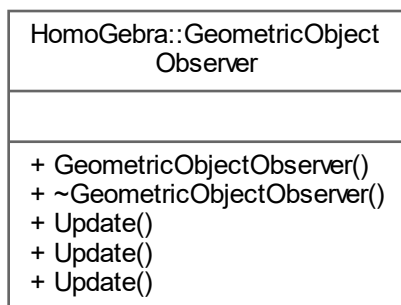 HomoGebra::GeometricObject
Observer
+ GeometricObjectObserver()
+ ~GeometricObjectObserver()
+ Update()
+ Update()
+ Update()